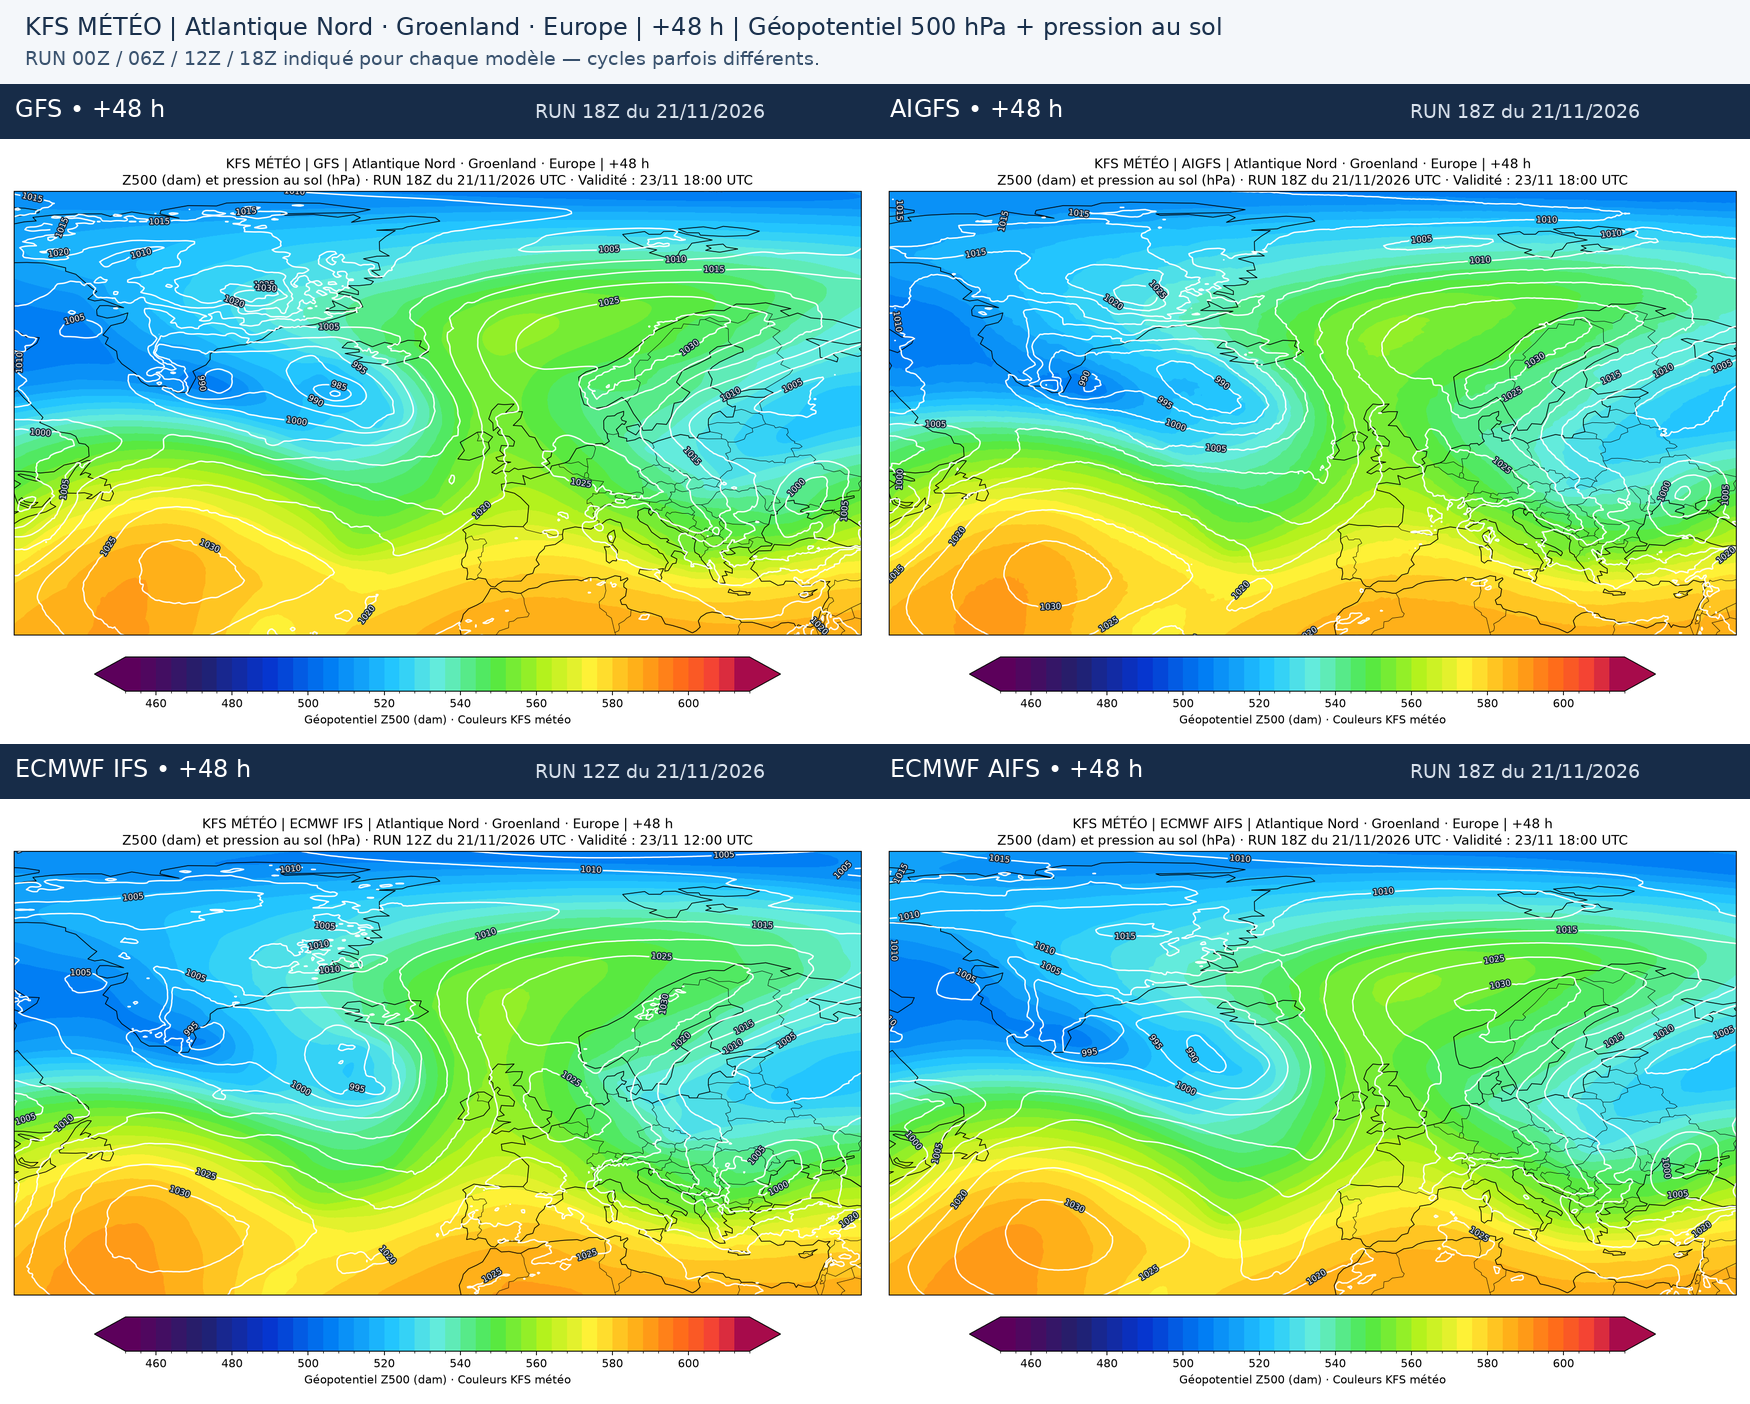 KFS MÉTÉO | Atlantique Nord · Groenland · Europe | +48 h | Géopotentiel 500 hPa + pression au sol
RUN 00Z / 06Z / 12Z / 18Z indiqué pour chaque modèle — cycles parfois différents.
GFS • +48 h
RUN 18Z du 21/11/2026
AIGFS • +48 h
RUN 18Z du 21/11/2026
KFS MÉTÉO | GFS | Atlantique Nord · Groenland · Europe | +48 h
Z500 (dam) et pression au sol (hPa) · RUN 18Z du 21/11/2026 UTC · Validité : 23/11 18:00 UTC
KFS MÉTÉO | AIGFS | Atlantique Nord · Groenland · Europe | +48 h
Z500 (dam) et pression au sol (hPa) · RUN 18Z du 21/11/2026 UTC · Validité : 23/11 18:00 UTC
460 480 500 520 540 560 580 600
Géopotentiel Z500 (dam) · Couleurs KFS météo
460 480 500 520 540 560 580 600
Géopotentiel Z500 (dam) · Couleurs KFS météo
ECMWF IFS • +48 h
RUN 12Z du 21/11/2026
ECMWF AIFS • +48 h
RUN 18Z du 21/11/2026
KFS MÉTÉO | ECMWF IFS | Atlantique Nord · Groenland · Europe | +48 h
Z500 (dam) et pression au sol (hPa) · RUN 12Z du 21/11/2026 UTC · Validité : 23/11 12:00 UTC
KFS MÉTÉO | ECMWF AIFS | Atlantique Nord · Groenland · Europe | +48 h
Z500 (dam) et pression au sol (hPa) · RUN 18Z du 21/11/2026 UTC · Validité : 23/11 18:00 UTC
460 480 500 520 540 560 580 600
Géopotentiel Z500 (dam) · Couleurs KFS météo
460 480 500 520 540 560 580 600
Géopotentiel Z500 (dam) · Couleurs KFS météo